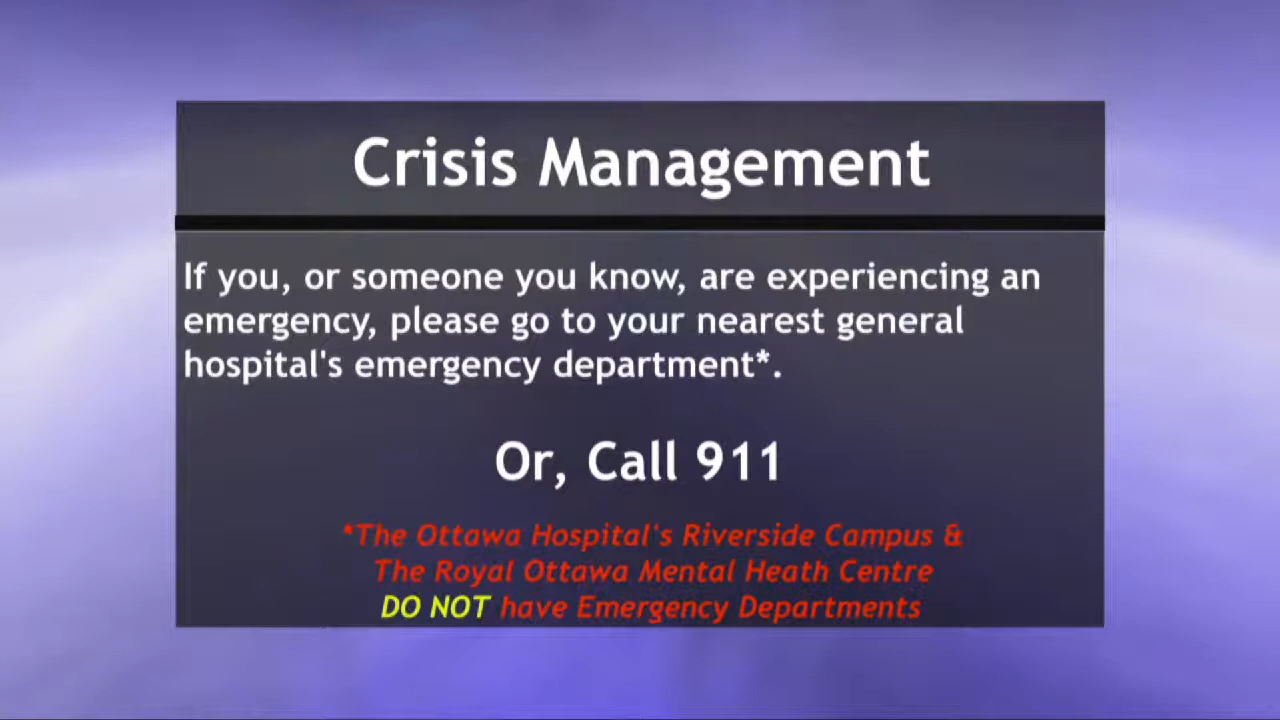 Crisis Management
If you, or someone you know, are experiencing an
emergency, please go to your nearest general
hospital's emergency department*.
Or, Call 911
*The Ottawa Hospital's Riverside Campus &
The Royal Ottawa Mental Heath Centre
DO NOT have Emergency Departments